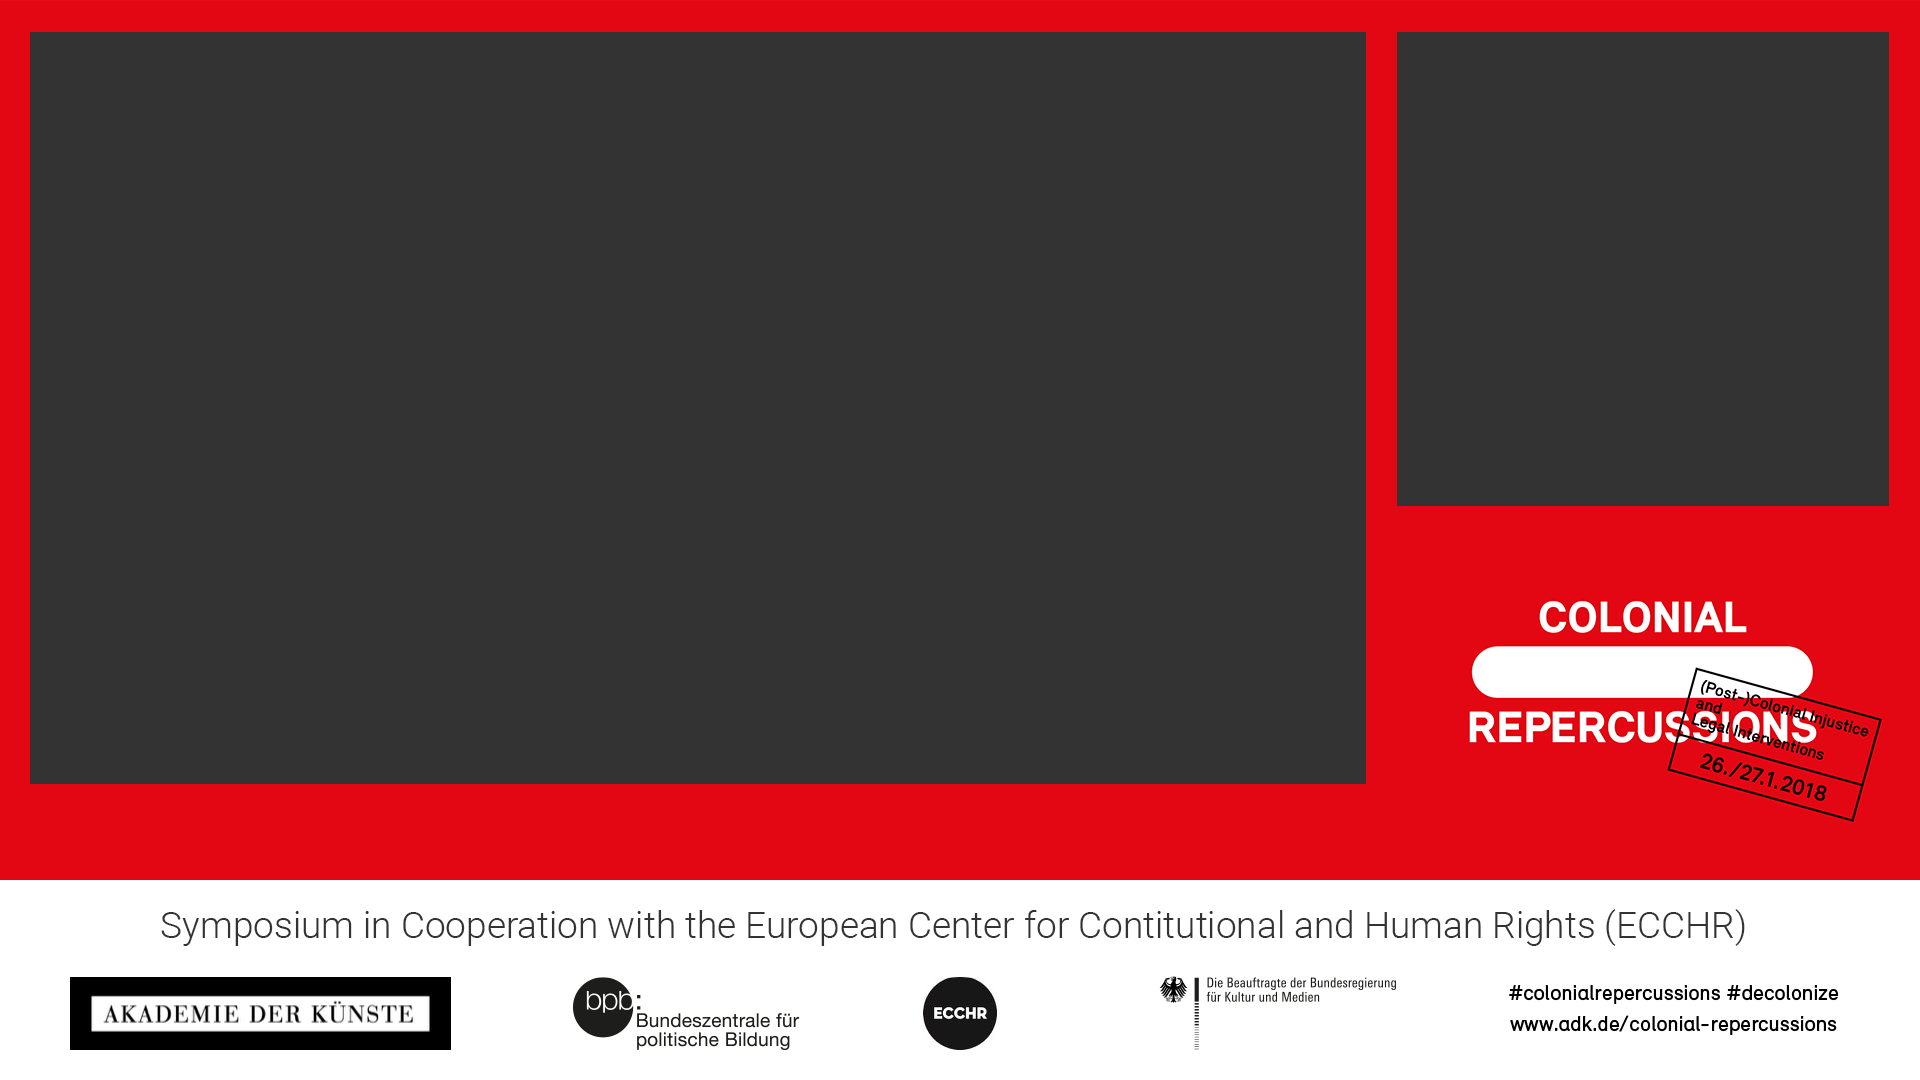 COLONIAL
REPERCUSSIONS
(Post-)Colonial Injustice
and
Legal Interventions
26./27.1.2018
Symposium in Cooperation with the European Center for Contitutional and Human Rights (ECCHR)
AKADEMIE DER KÜNSTE
bpb:
Bundeszentrale für
politische Bildung
ECCHR
Die Beauftragte der Bundesregierung
für Kultur und Medien
#colonialrepercussions #decolonize
www.adk.de/colonial-repercussions